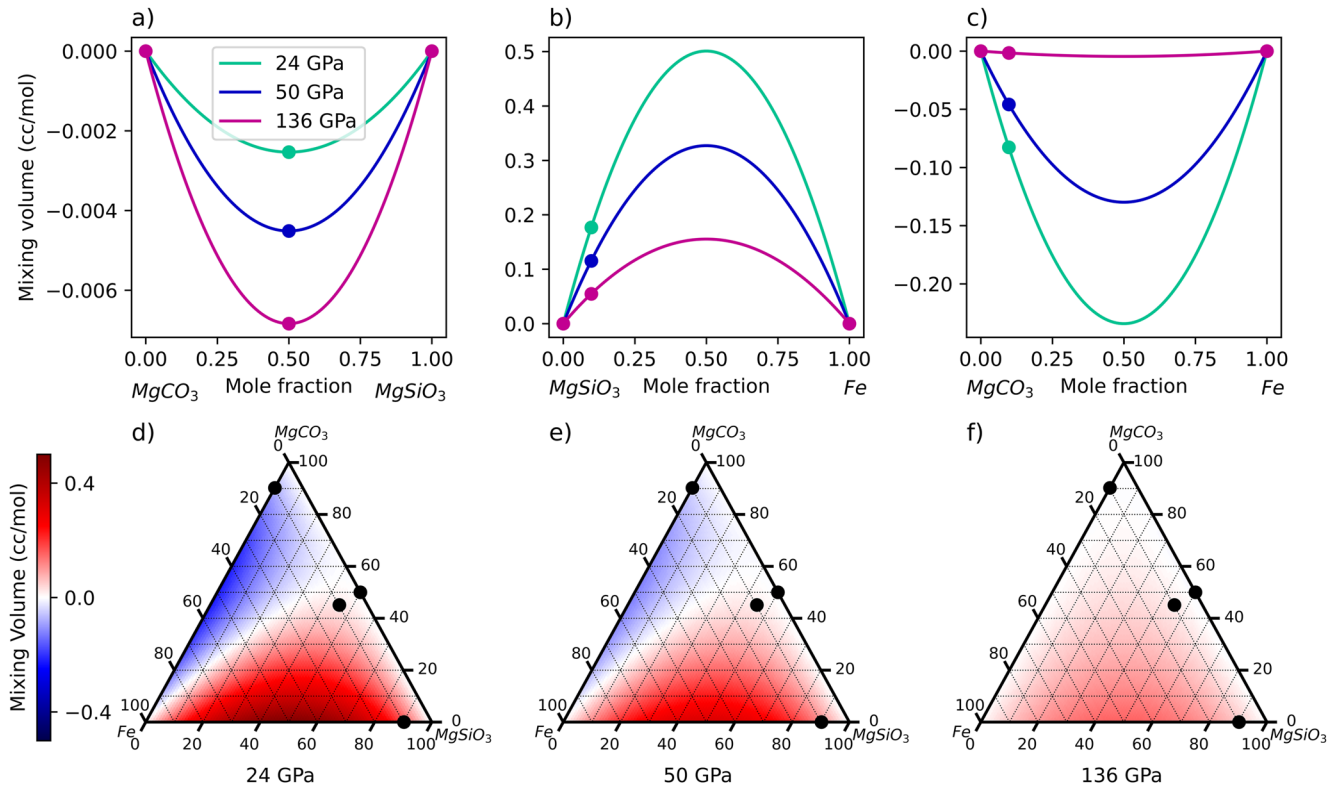 a)
b)
c)
Mixing volume (cc/mol)
0.000
−0.002
−0.004
−0.006
24 GPa
50 GPa
136 GPa
0.00 0.25 0.50 0.75 1.00
MgCO3 Mole fraction MgSiO3
0.5
0.4
0.3
0.2
0.1
0.0
0.00 0.25 0.50 0.75 1.00
MgSiO3 Mole fraction Fe
0.00
−0.05
−0.10
−0.15
−0.20
0.00 0.25 0.50 0.75 1.00
MgCO3 Mole fraction Fe
Mixing Volume (cc/mol)
0.4
0.2
0.0
−0.2
−0.4
d)
MgCO3
0 100
20 80
40 60
60 40
80 20
100 0
Fe MgSiO3
0 20 40 60 80 100
24 GPa
e)
MgCO3
0 100
20 80
40 60
60 40
80 20
100 0
Fe MgSiO3
0 20 40 60 80 100
50 GPa
f)
MgCO3
0 100
20 80
40 60
60 40
80 20
100 0
Fe MgSiO3
0 20 40 60 80 100
136 GPa